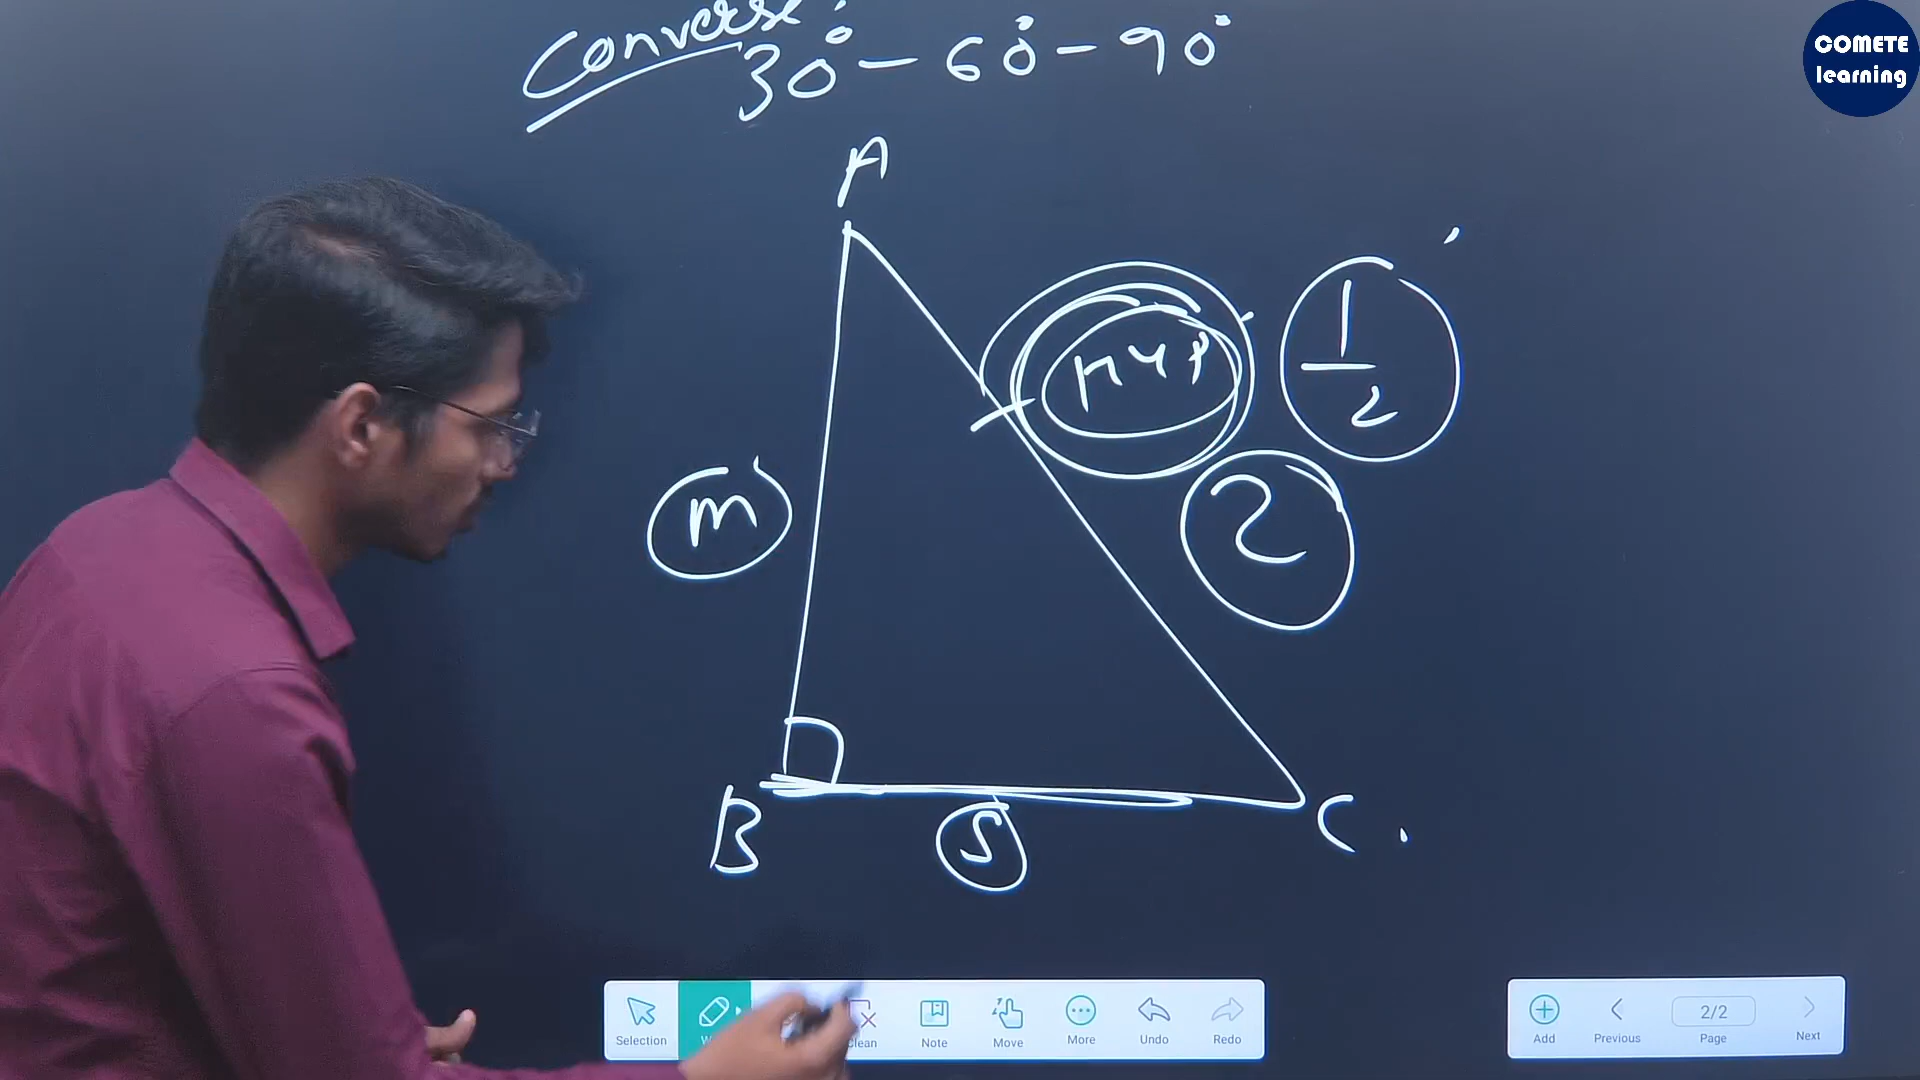 COMETE
learning
Converse:
30° - 60° - 90°
A
HYP
1/2
m
2
B
S
C
Selection
Clean
Note
Move
More
Undo
Redo
Add
Previous
2/2
Page
Next